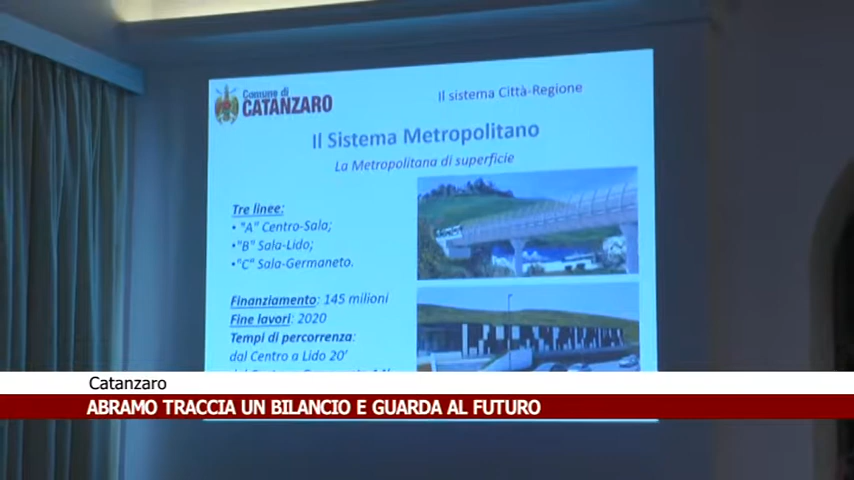 Comune di
CATANZARO
Il sistema Città-Regione
Il Sistema Metropolitano
La Metropolitana di superficie
Tre linee:
• "A" Centro-Sala;
•"B" Sala-Lido;
•"C" Sala-Germaneto.
Finanziamento: 145 milioni
Fine lavori: 2020
Tempi di percorrenza:
dal Centro a Lido 20'
Catanzaro
ABRAMO TRACCIA UN BILANCIO E GUARDA AL FUTURO